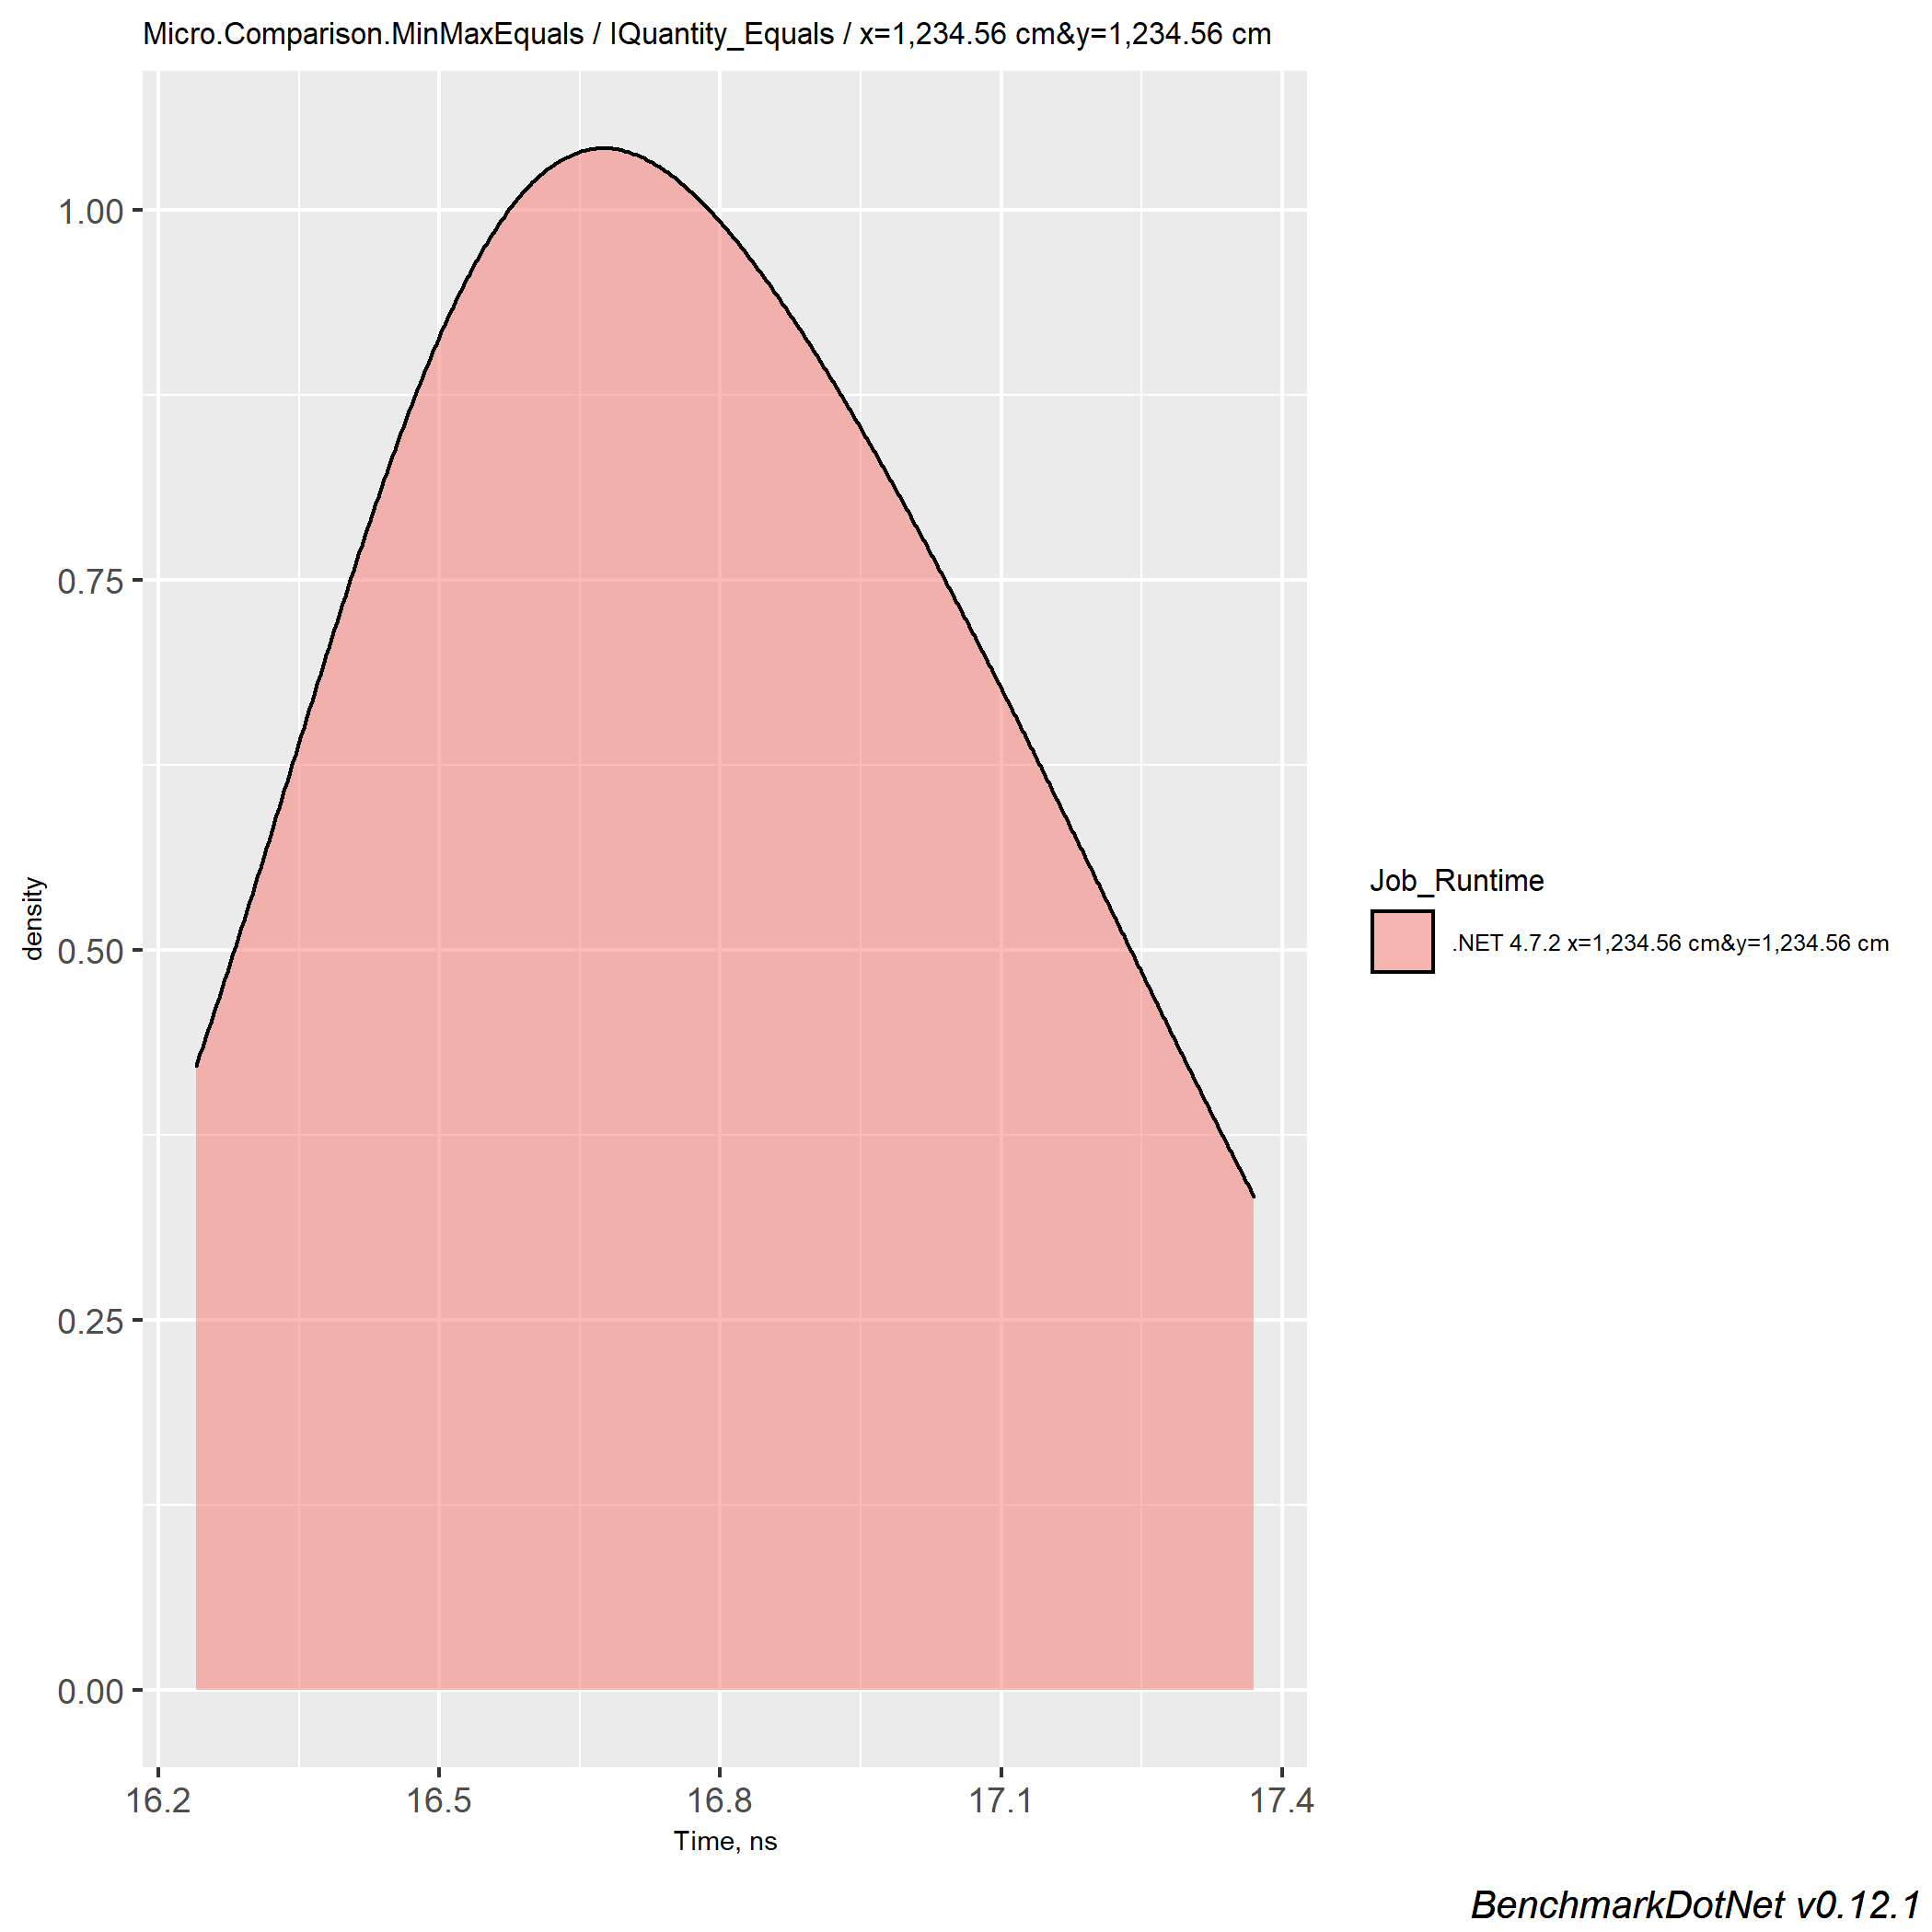 Micro.Comparison.MinMaxEquals / IQuantity_Equals / x=1,234.56 cm&y=1,234.56 cm
1.00
0.75
0.50
0.25
0.00
density
16.2 16.5 16.8 17.1 17.4
Time, ns
Job_Runtime
.NET 4.7.2 x=1,234.56 cm&y=1,234.56 cm
BenchmarkDotNet v0.12.1